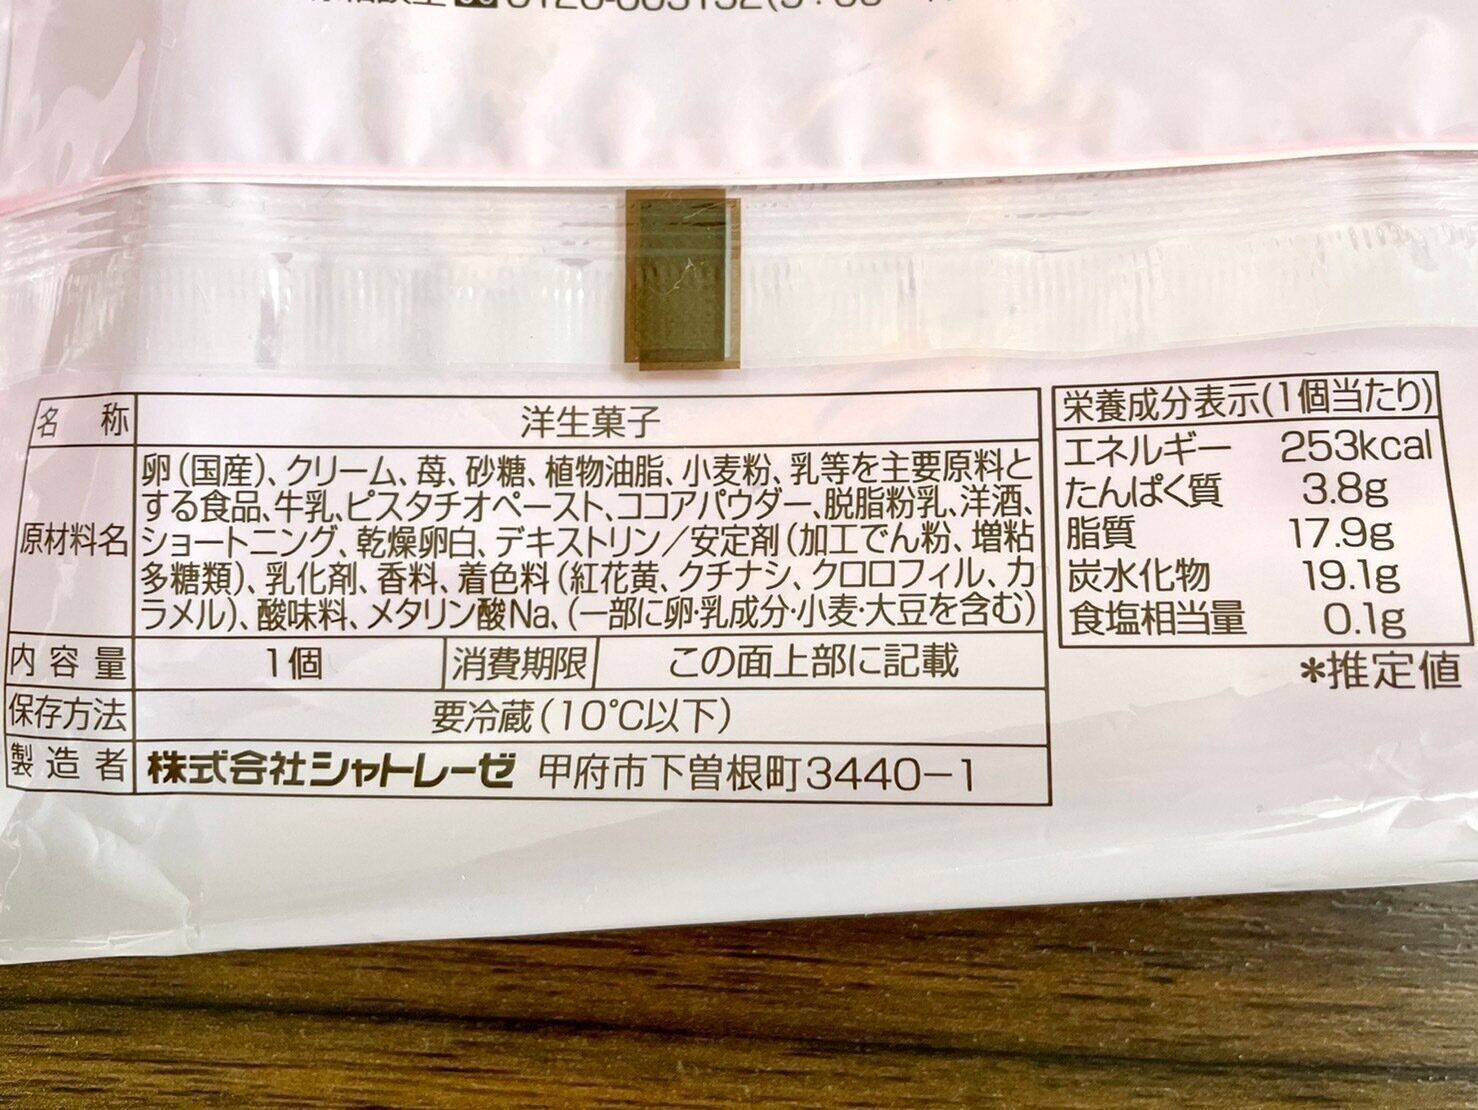 名 称 洋生菓子
原材料名
卵(国産)、クリーム、苺、砂糖、植物油脂、小麦粉、乳等を主要原料と
する食品、牛乳、ピスタチオペースト、ココアパウダー、脱脂粉乳、洋酒、
ショートニング、乾燥卵白、デキストリン/安定剤(加工でん粉、増粘
多糖類)、乳化剤、香料、着色料(紅花黄、クチナシ、クロロフィル、カ
ラメル)、酸味料、メタリン酸Na、(一部に卵・乳成分・小麦・大豆を含む)
内容量 1個 消費期限 この面上部に記載
保存方法 要冷蔵(10℃以下)
製造者 株式会社シャトレーゼ 甲府市下曽根町3440-1
栄養成分表示(1個当たり)
エネルギー 253kcal
たんぱく質 3.8g
脂質 17.9g
炭水化物 19.1g
食塩相当量 0.1g
*推定値